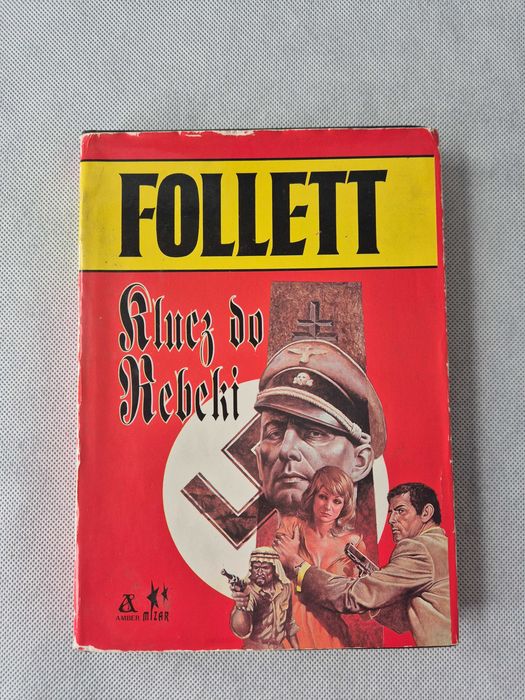 FOLLETT
Klucz do
Rebeki
AMBER
MIZAR